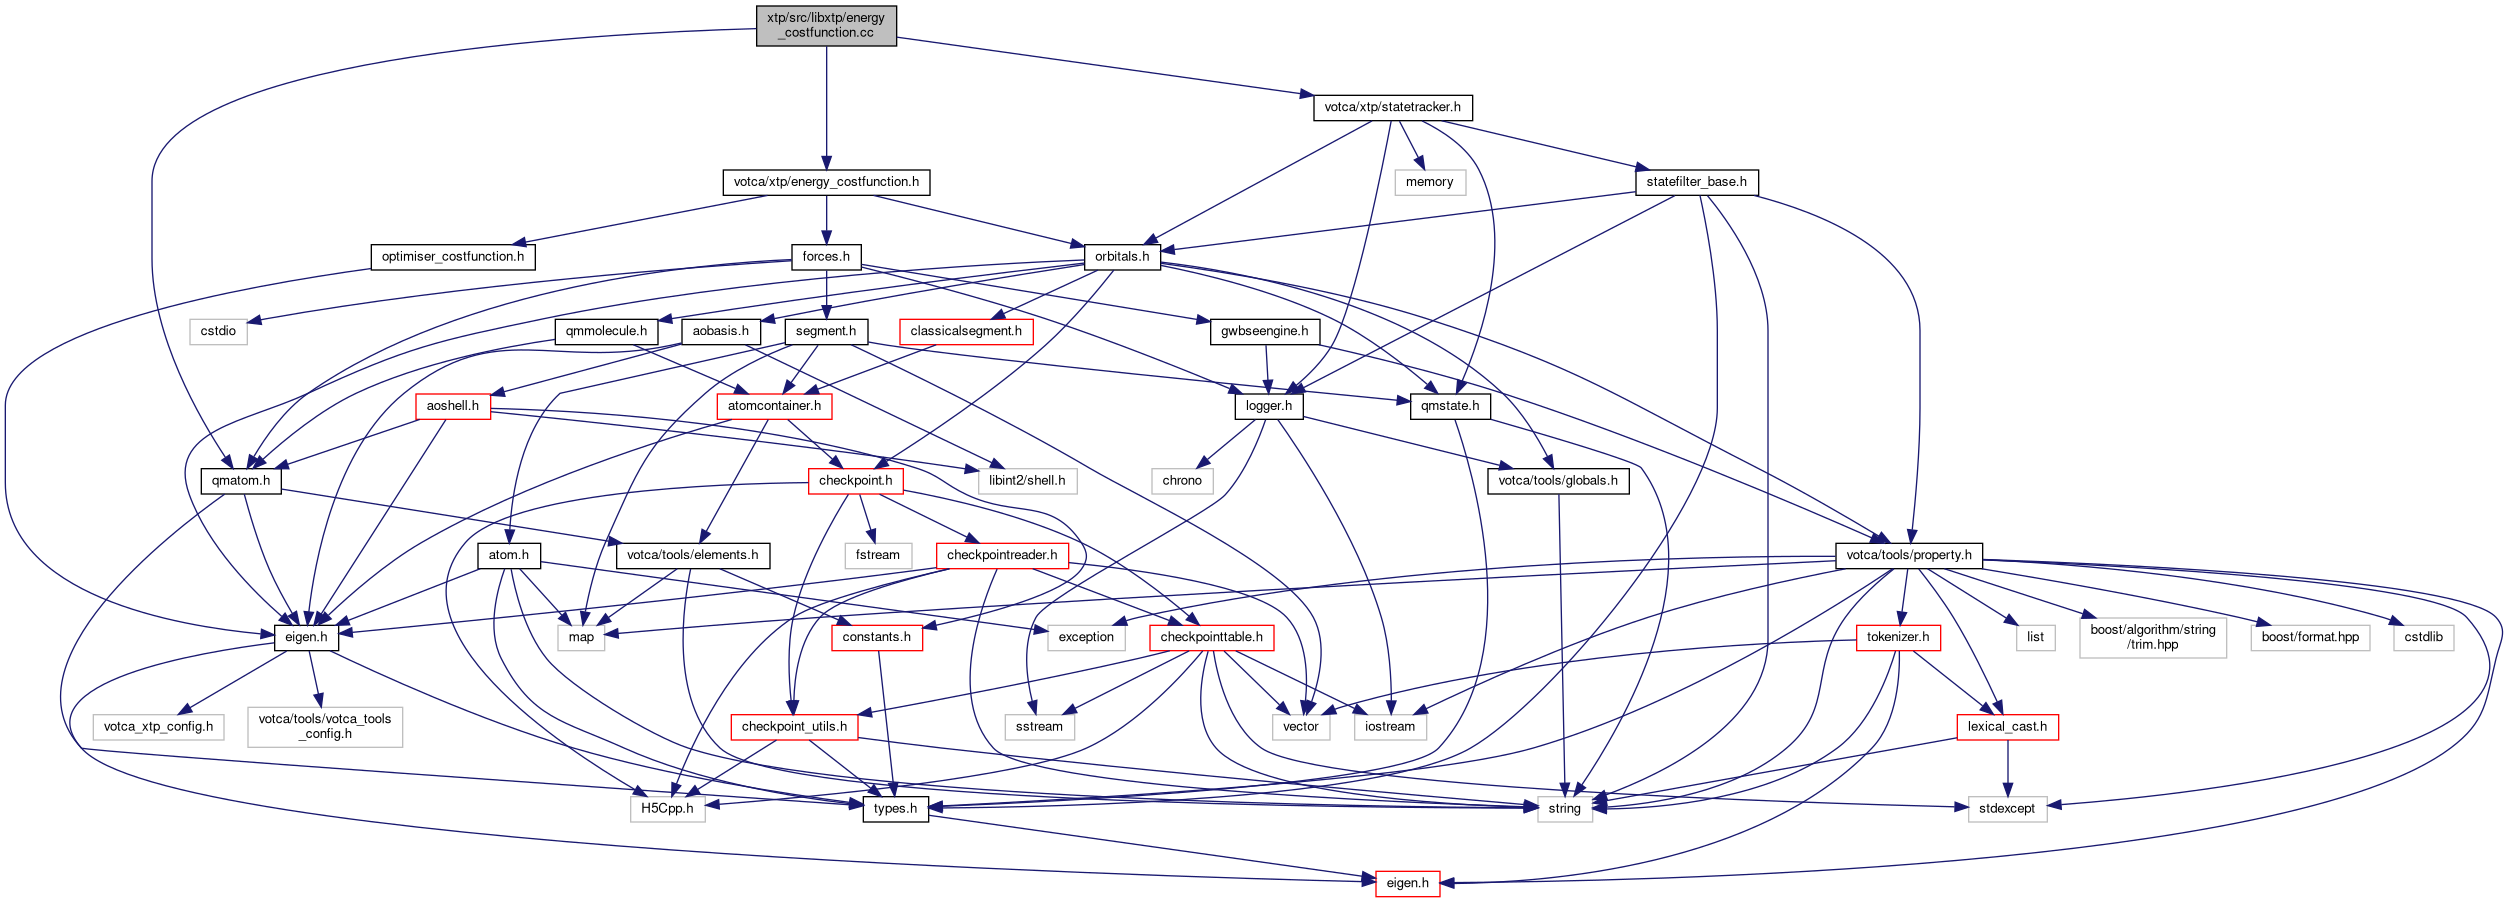 xtp/src/libxtp/energy
_costfunction.cc
votca/xtp/statetracker.h
votca/xtp/energy_costfunction.h
memory
statefilter_base.h
optimiser_costfunction.h
forces.h
orbitals.h
cstdio
qmmolecule.h
aobasis.h
segment.h
classicalsegment.h
gwbseengine.h
aoshell.h
atomcontainer.h
logger.h
qmstate.h
qmatom.h
checkpoint.h
libint2/shell.h
chrono
votca/tools/globals.h
atom.h
votca/tools/elements.h
fstream
checkpointreader.h
votca/tools/property.h
eigen.h
map
constants.h
exception
checkpointtable.h
tokenizer.h
list
boost/algorithm/string
/trim.hpp
boost/format.hpp
cstdlib
votca_xtp_config.h
votca/tools/votca_tools
_config.h
checkpoint_utils.h
sstream
vector
iostream
lexical_cast.h
H5Cpp.h
types.h
string
stdexcept
eigen.h